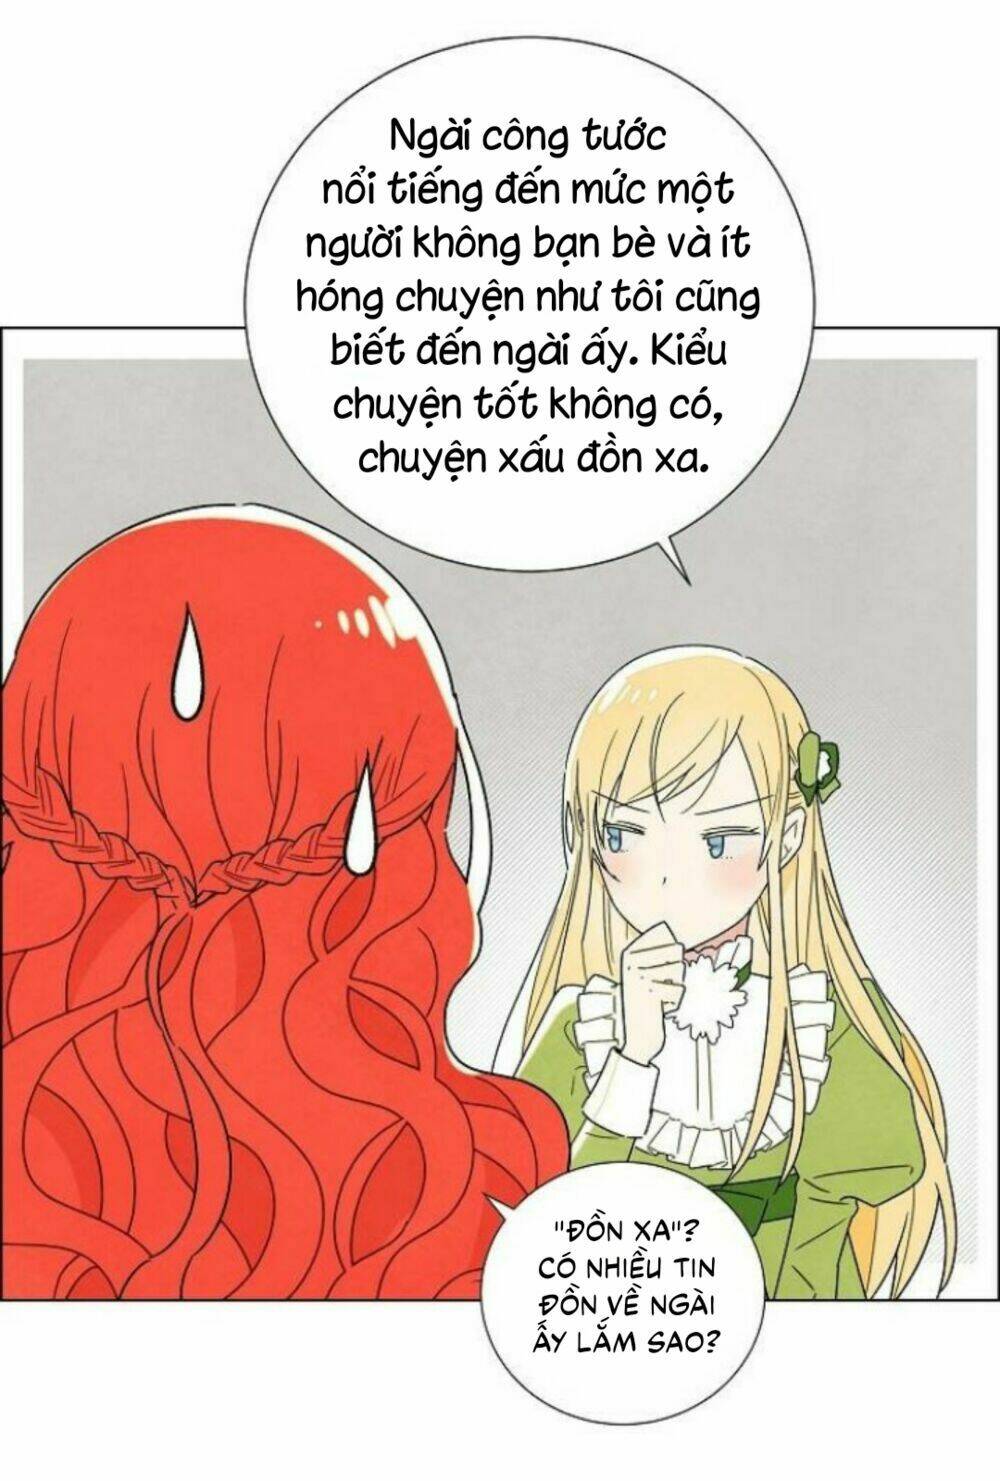 Ngài công tước
nổi tiếng đến mức một
người không bạn bè và ít
hóng chuyện như tôi cũng
biết đến ngài ấy. Kiểu
chuyện tốt không có,
chuyện xấu đồn xa.
"ĐỒN XA"?
CÓ NHIỀU TIN
ĐỒN VỀ NGÀI
ẤY LẮM SAO?